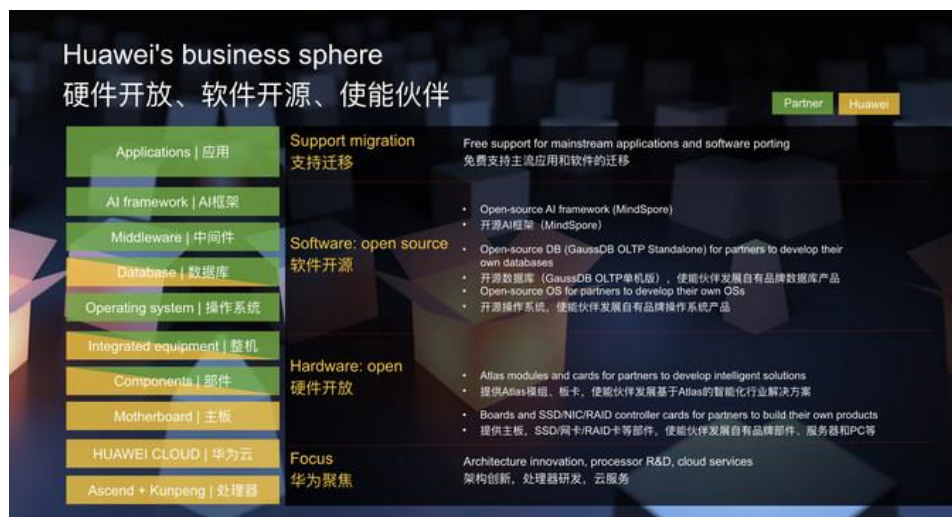 Huawei's business sphere
硬件开放、软件开源、使能伙伴
Partner
Huawei
Applications | 应用
Support migration
支持迁移
Free support for mainstream applications and software porting
免费支持主流应用和软件的迁移
AI framework | AI框架
Middleware | 中间件
Database | 数据库
Operating system | 操作系统
Software: open source
软件开源
• Open-source AI framework (MindSpore)
• 开源AI框架（MindSpore）
• Open-source DB (GaussDB OLTP Standalone) for partners to develop their
own databases
• 开源数据库（GaussDB OLTP单机版），使能伙伴发展自有品牌数据库产品
• Open-source OS for partners to develop their own OSs
• 开源操作系统，使能伙伴发展自有品牌操作系统产品
Integrated equipment | 整机
Components | 部件
Motherboard | 主板
Hardware: open
硬件开放
• Atlas modules and cards for partners to develop intelligent solutions
• 提供Atlas模组、板卡，使能伙伴发展基于Atlas的智能化行业解决方案
• Boards and SSD/NIC/RAID controller cards for partners to build their own products
• 提供主板，SSD/网卡/RAID卡等部件，使能伙伴发展自有品牌部件、服务器和PC等
HUAWEI CLOUD | 华为云
Ascend + Kunpeng | 处理器
Focus
华为聚焦
Architecture innovation, processor R&D, cloud services
架构创新，处理器研发，云服务